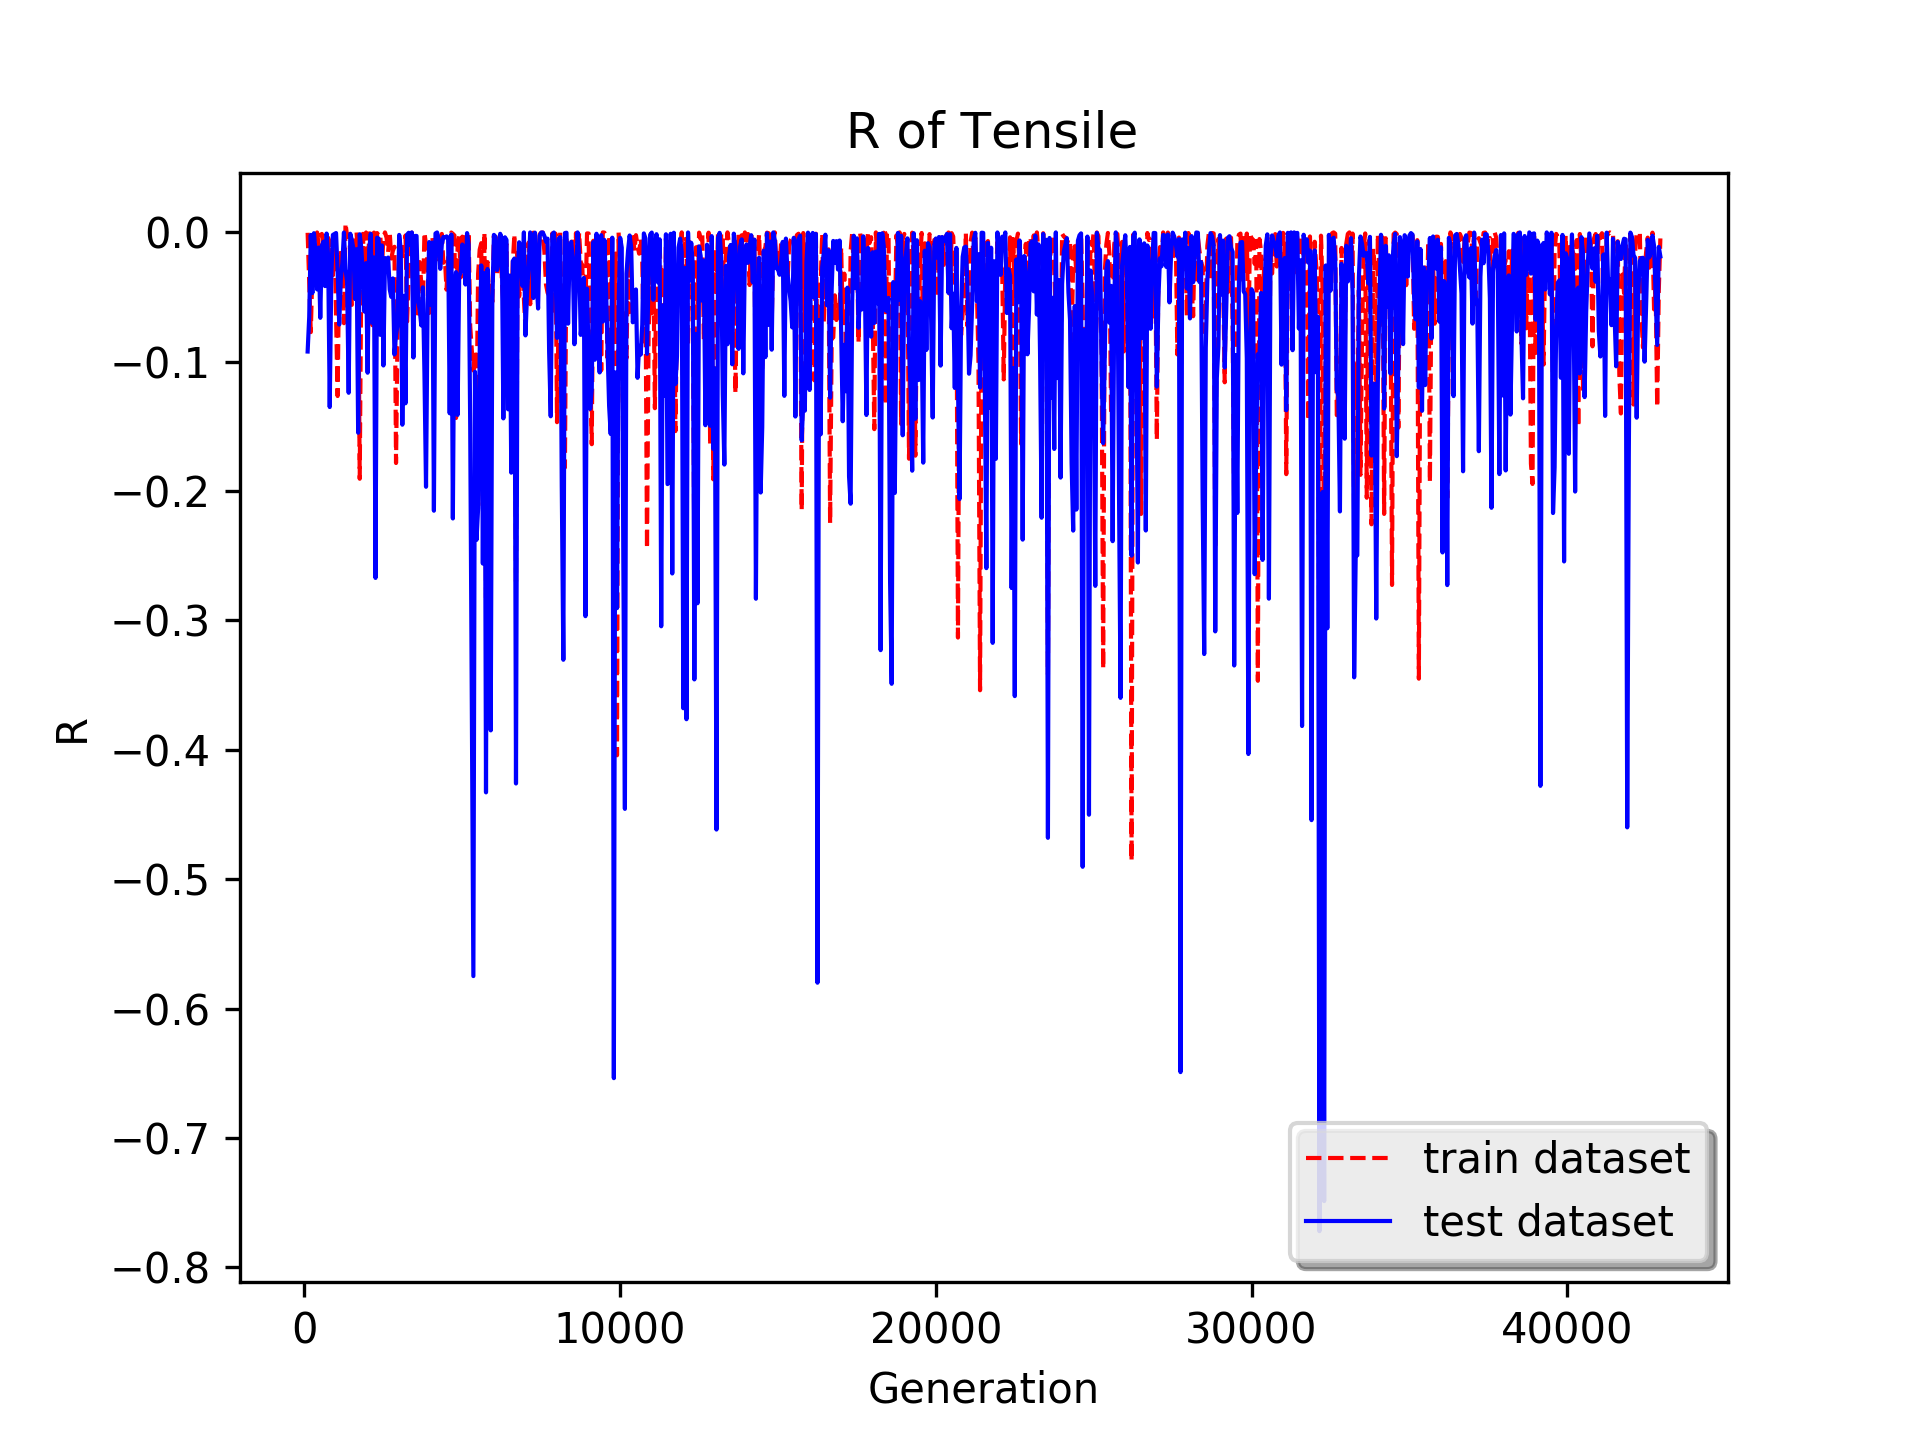 R of Tensile
0.0
−0.1
−0.2
−0.3
−0.4
−0.5
−0.6
−0.7
−0.8
R
train dataset
test dataset
0 10000 20000 30000 40000
Generation